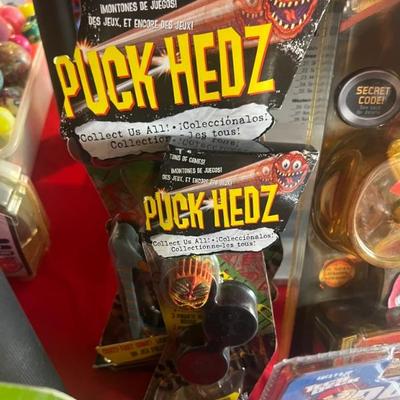 ¡MONTONES DE JUEGOS!
DES JEUX, ET ENCORE DES JEUX!
PUCK HEDZ
Collect Us All! • ¡Colecciónalos!
Collectionne-les tous!
TONS OF GAMES!
¡MONTONES DE JUEGOS!
DES JEUX, ET ENCORE DES JEUX!
PUCK HEDZ
Collect Us All! • ¡Colecciónalos!
Collectionne-les tous!
SECRET
CODE!